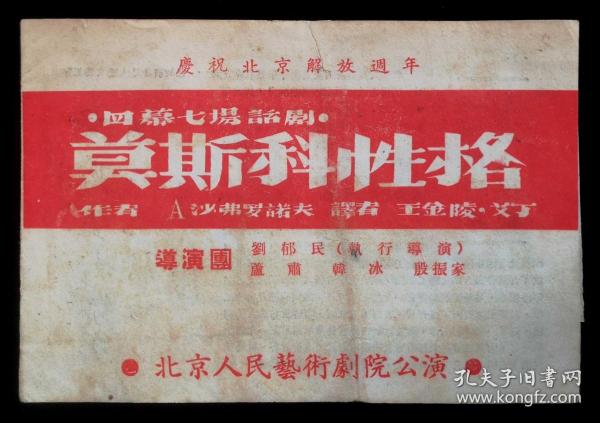 慶祝北京解放週年
·四幕七場話劇·
莫斯科性格
作者 A沙弗罗諾夫 譯者 王金陵·艾丁
導演團 劉郁民(執行導演)
蘆肅 韓冰 殷振家
北京人民藝術劇院公演
孔夫子旧书网
www.kongfz.com